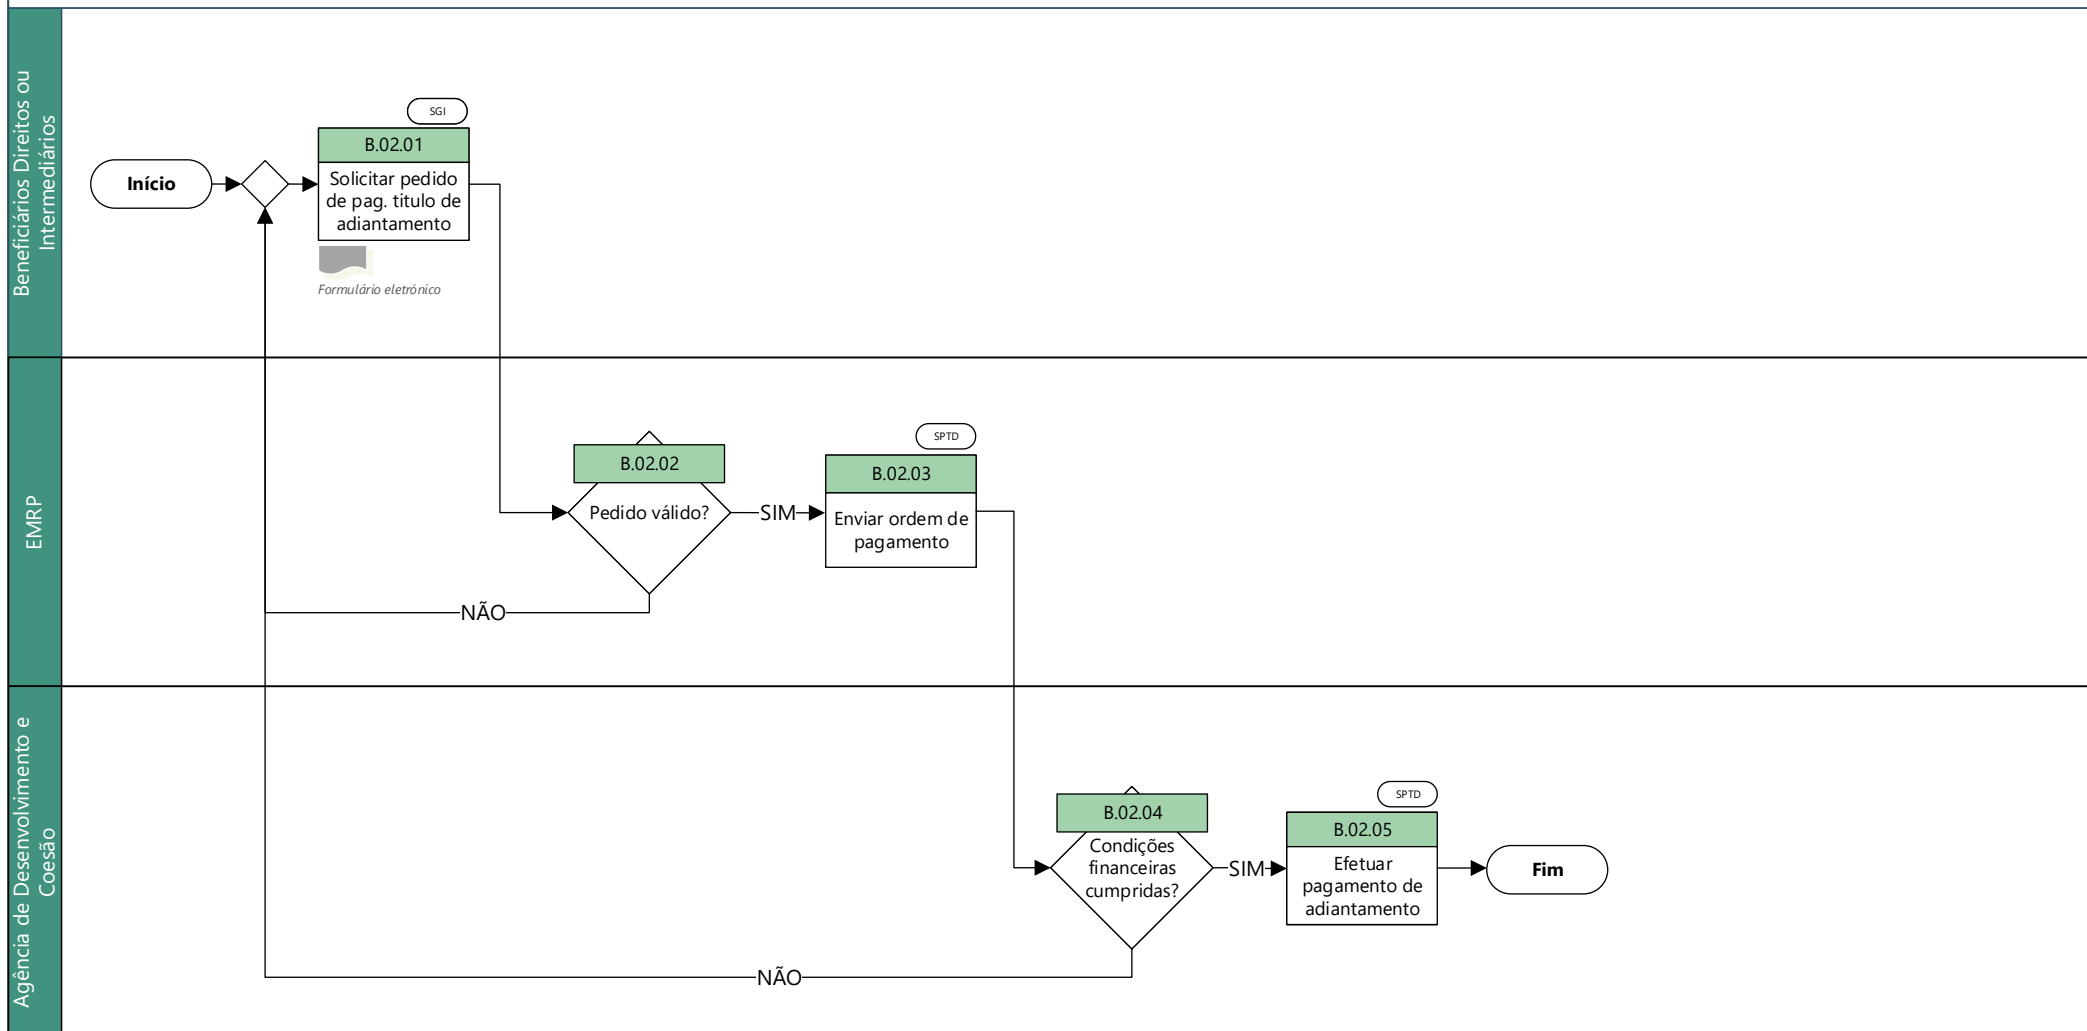 Beneficiários Direitos ou
Intermediários
Início
SGI
B.02.01
Solicitar pedido
de pag. titulo de
adiantamento
Formulário eletrónico
EMRP
B.02.02
Pedido válido?
SIM
NÃO
SPTD
B.02.03
Enviar ordem de
pagamento
Agência de Desenvolvimento e
Coesão
B.02.04
Condições
financeiras
cumpridas?
SIM
NÃO
SPTD
B.02.05
Efetuar
pagamento de
adiantamento
Fim